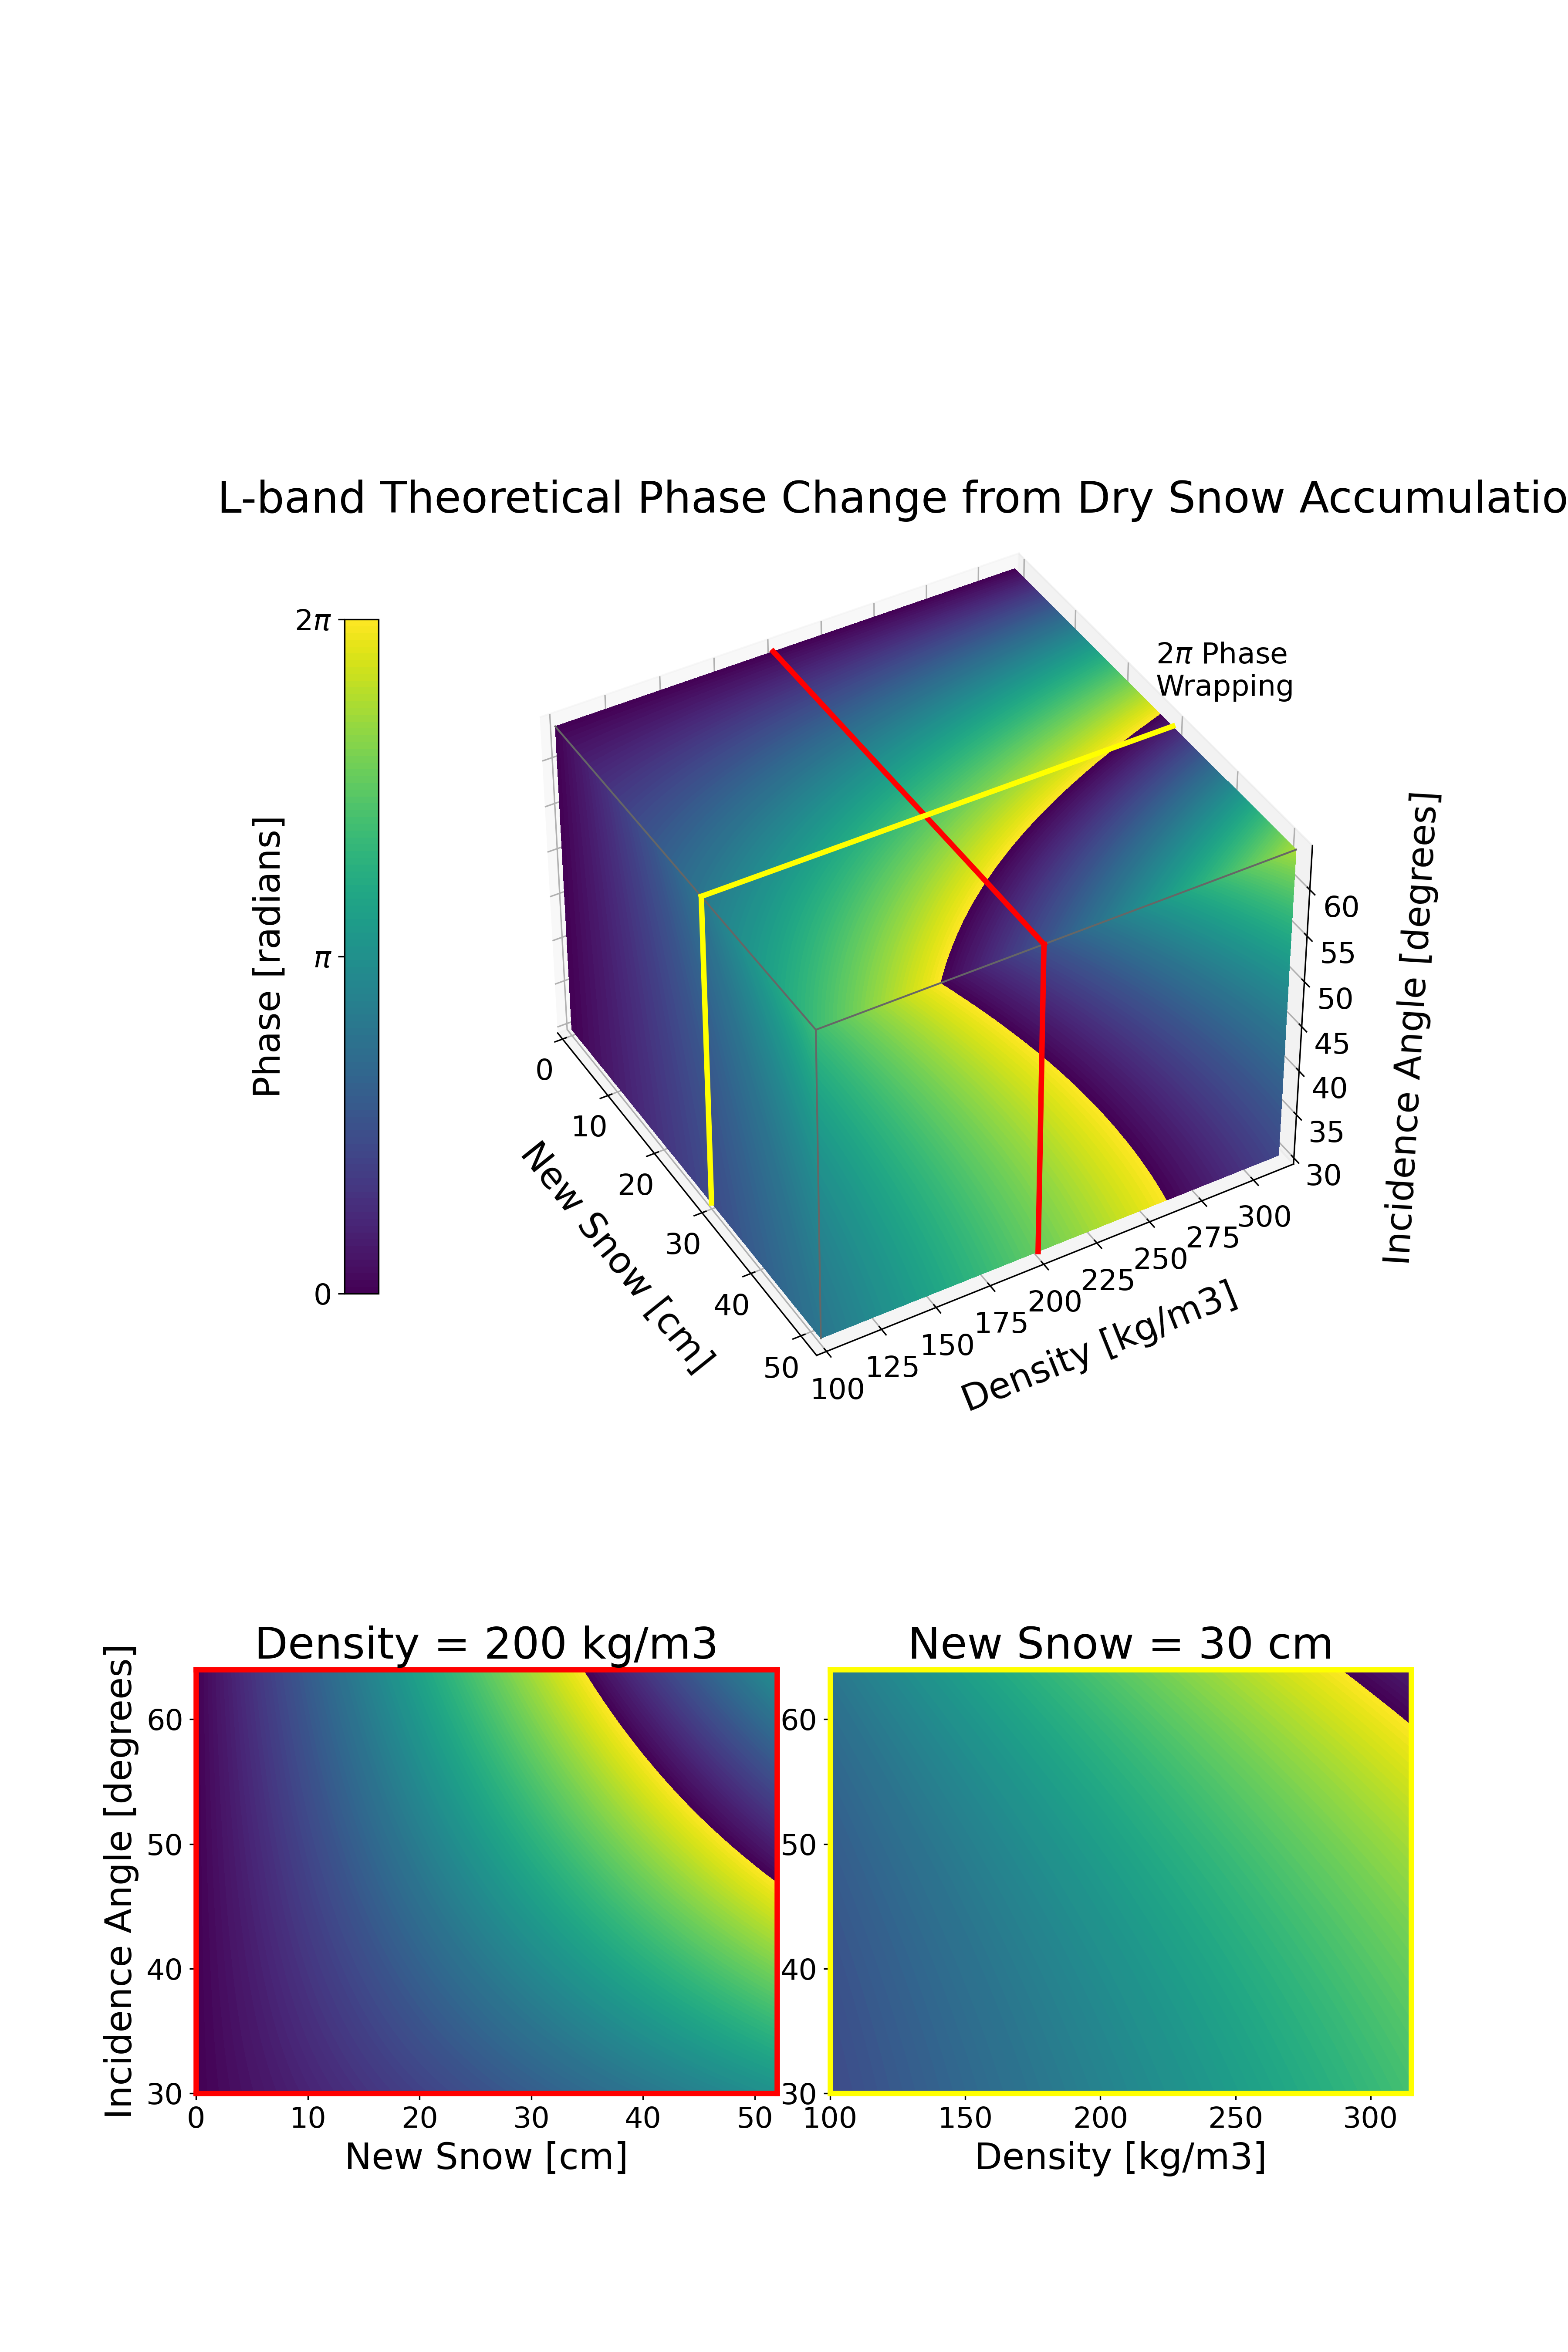 L-band Theoretical Phase Change from Dry Snow Accumulatio
2π Phase
Wrapping
Phase [radians]
2π
π
0
Incidence Angle [degrees]
60
55
50
45
40
35
30
New Snow [cm]
0
10
20
30
40
50
Density [kg/m3]
100
125
150
175
200
225
250
275
300
Density = 200 kg/m3
Incidence Angle [degrees]
60
50
40
30
0 10 20 30 40 50
New Snow [cm]
New Snow = 30 cm
60
50
40
30
100 150 200 250 300
Density [kg/m3]